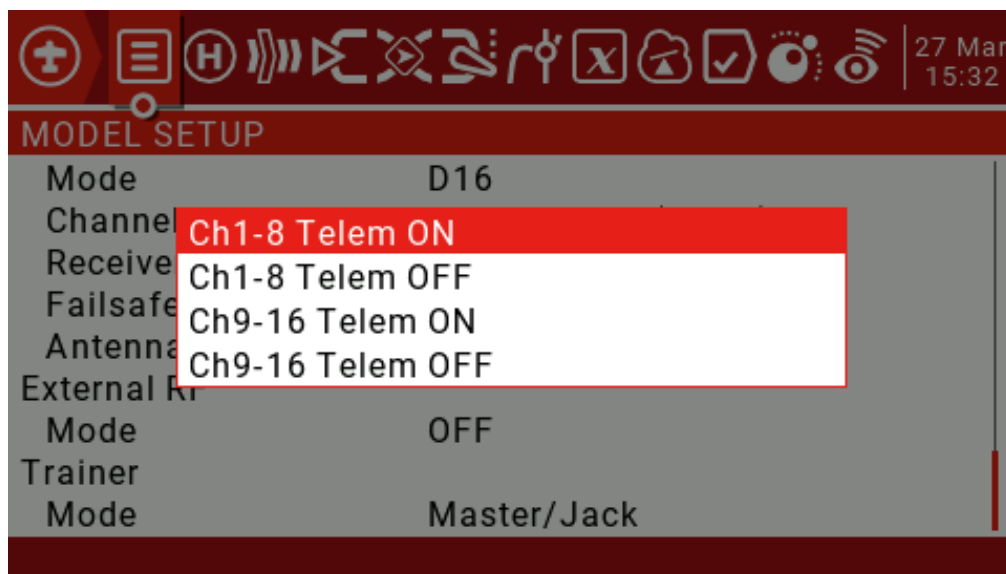 27 Mar
15:32
MODEL SETUP
Mode D16
Channel
Ch1-8 Telem ON
Receive
Ch1-8 Telem OFF
Failsafe
Ch9-16 Telem ON
Antenna
Ch9-16 Telem OFF
External RF
Mode OFF
Trainer
Mode Master/Jack